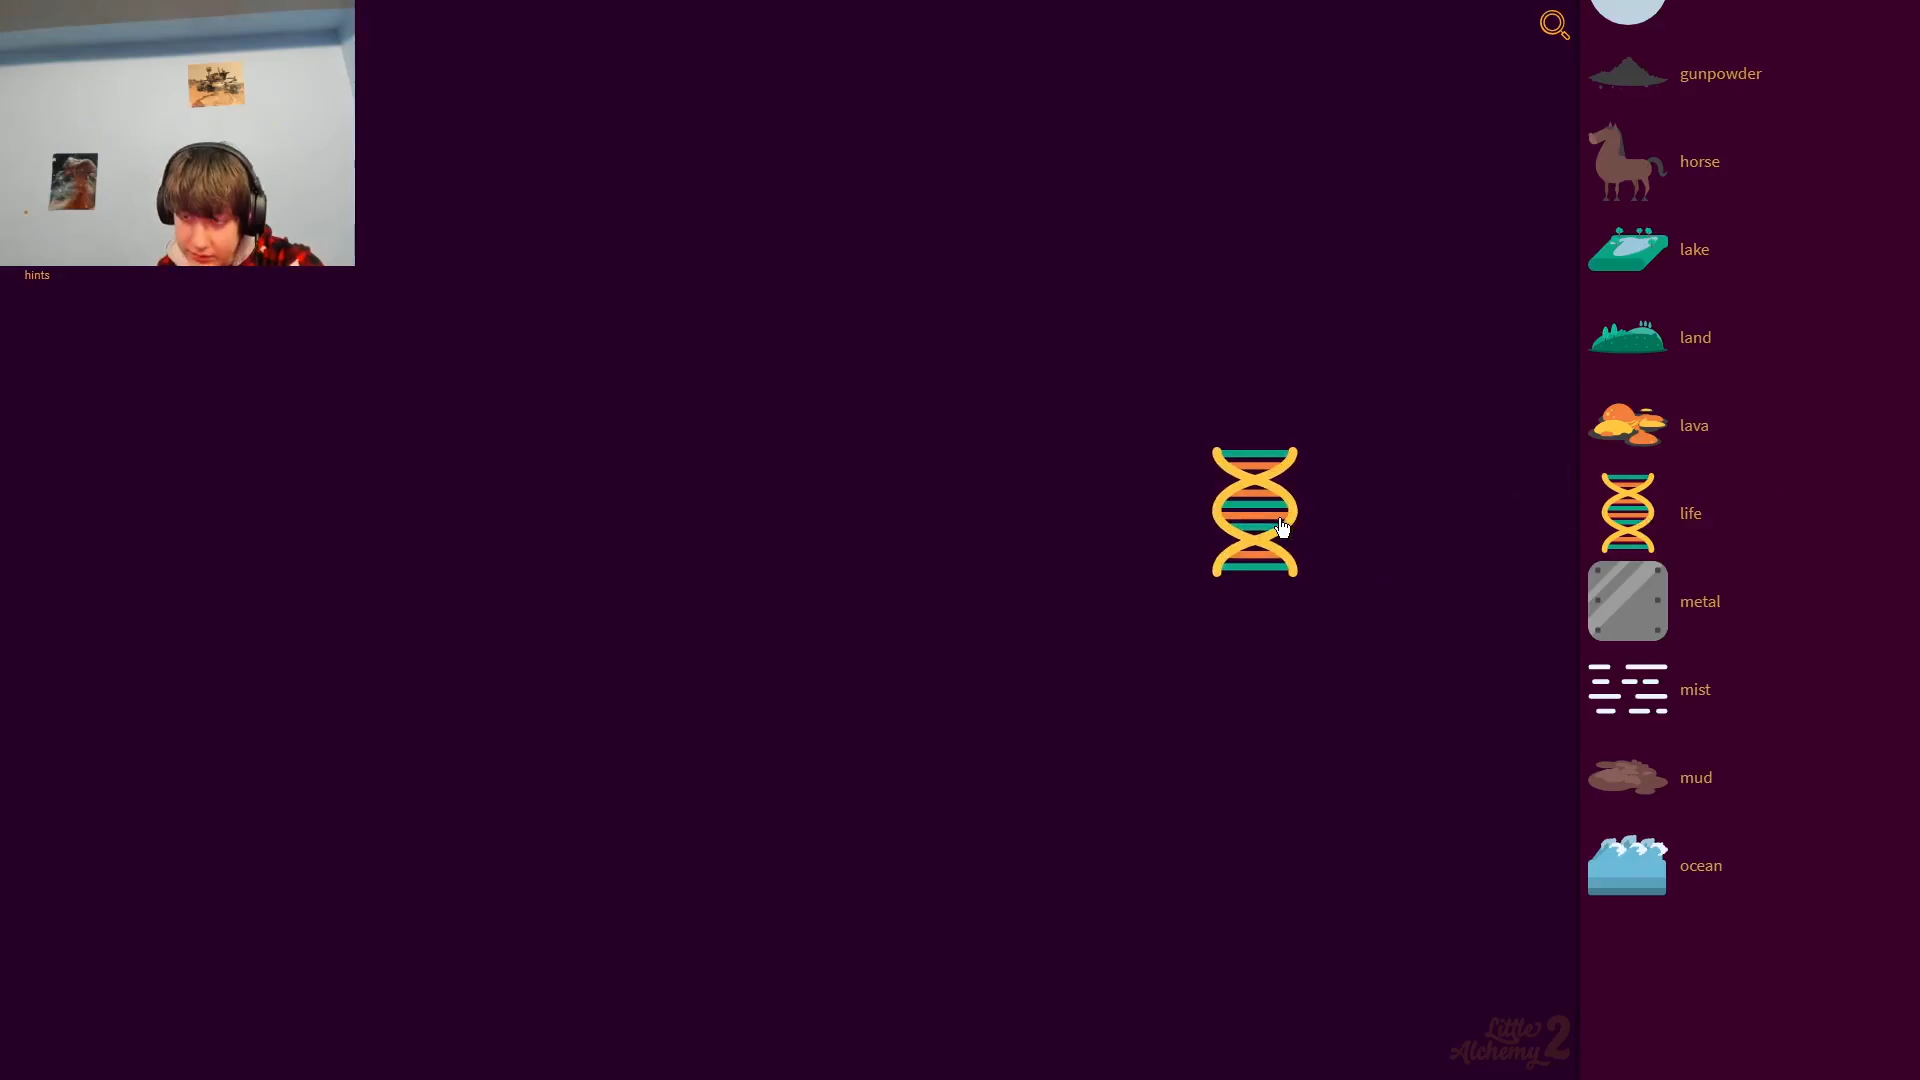 gunpowder
horse
lake
land
lava
life
metal
mist
mud
ocean
hints
Little
Alchemy 2